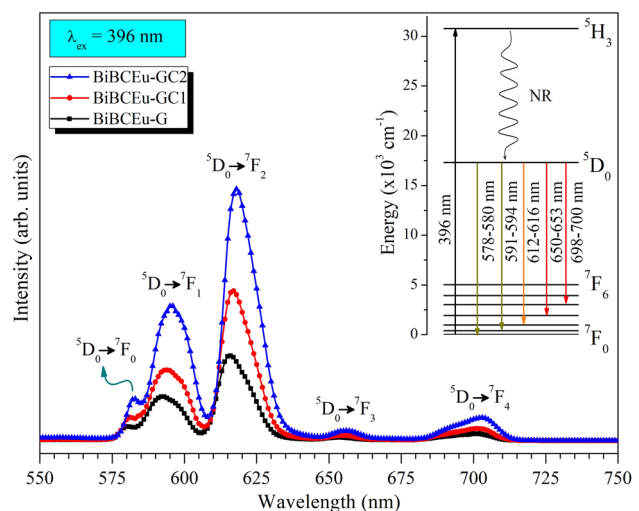 λex = 396 nm
BiBCEu-GC2
BiBCEu-GC1
BiBCEu-G
⁵D₀→⁷F₀
⁵D₀→⁷F₁
⁵D₀→⁷F₂
⁵D₀→⁷F₃
⁵D₀→⁷F₄
Intensity (arb. units)
550 575 600 625 650 675 700 725 750
Wavelength (nm)
Energy (x10³ cm⁻¹)
30
25
20
15
10
5
0
⁵H₃
NR
⁵D₀
396 nm
578-580 nm
591-594 nm
612-616 nm
650-653 nm
698-700 nm
⁷F₆
⁷F₀